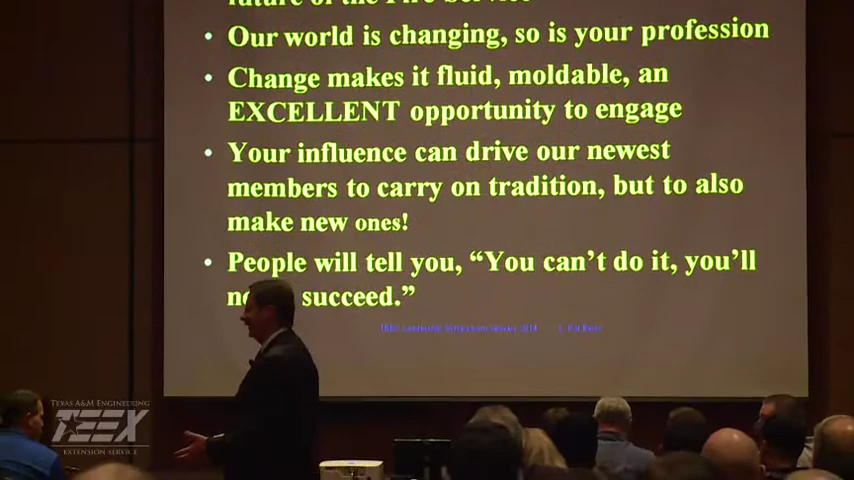 future of the Fire Service
• Our world is changing, so is your profession
• Change makes it fluid, moldable, an
EXCELLENT opportunity to engage
• Your influence can drive our newest
members to carry on tradition, but to also
make new ones!
• People will tell you, “You can’t do it, you’ll
succeed.”
TEXAS A&M ENGINEERING
TEEX
EXTENSION SERVICE